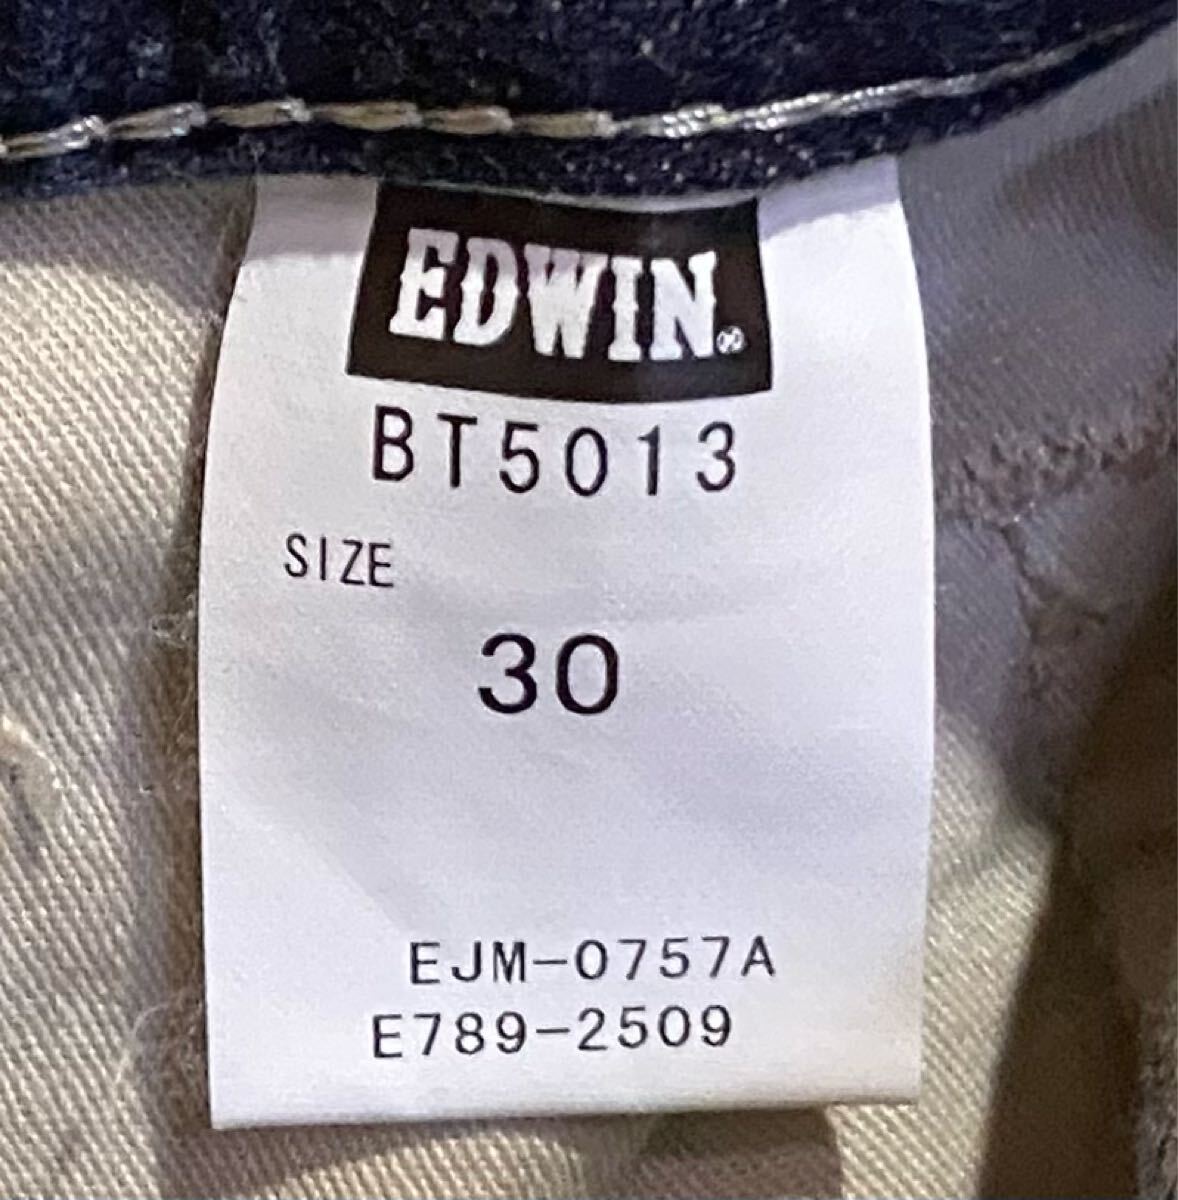 EDWIN®
BT5013
SIZE
30
EJM-0757A
E789-2509